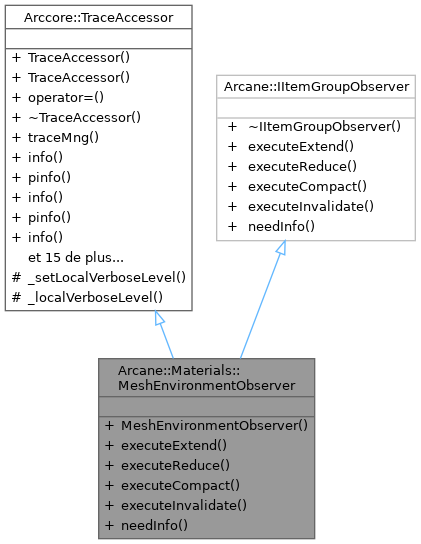 Arccore::TraceAccessor
+ TraceAccessor()
+ TraceAccessor()
+ operator=()
+ ~TraceAccessor()
+ traceMng()
+ info()
+ pinfo()
+ info()
+ pinfo()
+ info()
et 15 de plus...
# _setLocalVerboseLevel()
# _localVerboseLevel()
Arcane::IItemGroupObserver
+ ~IItemGroupObserver()
+ executeExtend()
+ executeReduce()
+ executeCompact()
+ executeInvalidate()
+ needInfo()
Arcane::Materials::
MeshEnvironmentObserver
+ MeshEnvironmentObserver()
+ executeExtend()
+ executeReduce()
+ executeCompact()
+ executeInvalidate()
+ needInfo()